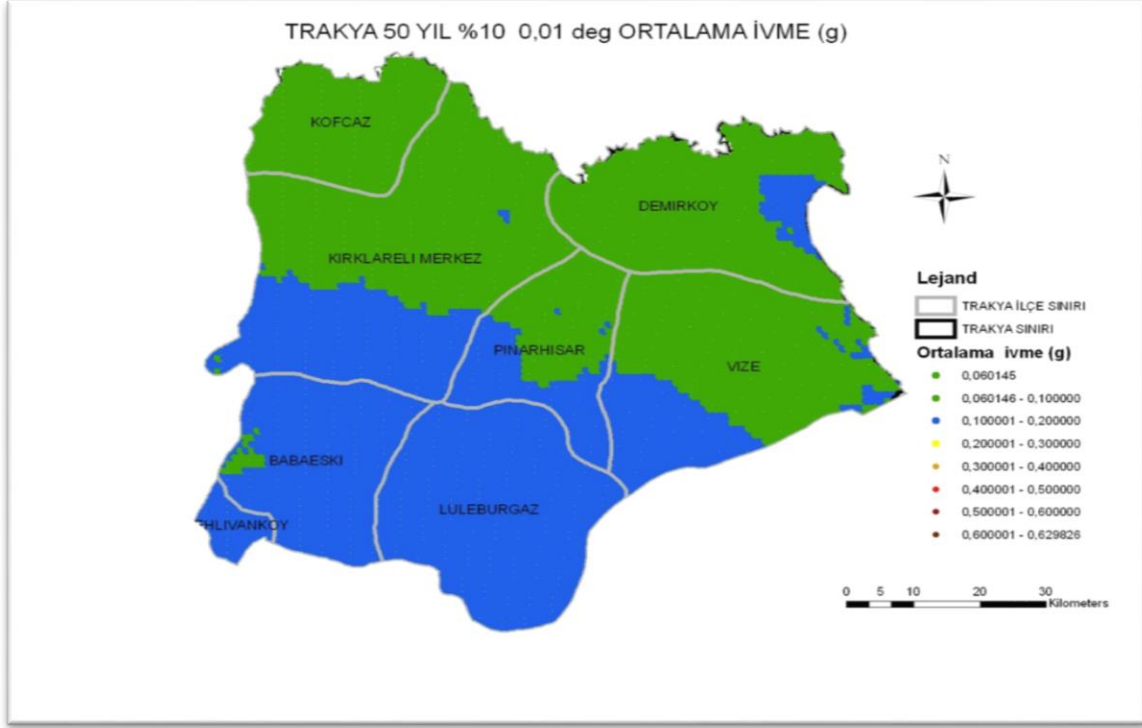 TRAKYA 50 YIL %10 0,01 deg ORTALAMA İVME (g)
KOFCAZ
N
DEMIRKOY
KIRKLARELI MERKEZ
Lejand
TRAKYA İLÇE SINIRI
TRAKYA SINIRI
PINARHISAR
VIZE
Ortalama ivme (g)
0,060145
0,060146 - 0,100000
0,100001 - 0,200000
0,200001 - 0,300000
0,300001 - 0,400000
0,400001 - 0,500000
0,500001 - 0,600000
0,600001 - 0,629826
BABAESKI
LULEBURGAZ
EHLIVANKOY
0 5 10 20 30
Kilometers